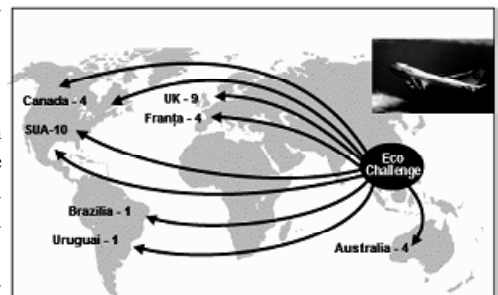 Canada - 4
UK - 9
Franța - 4
SUA-10
Eco
Challenge
Brazilia - 1
Uruguai - 1
Australia - 4